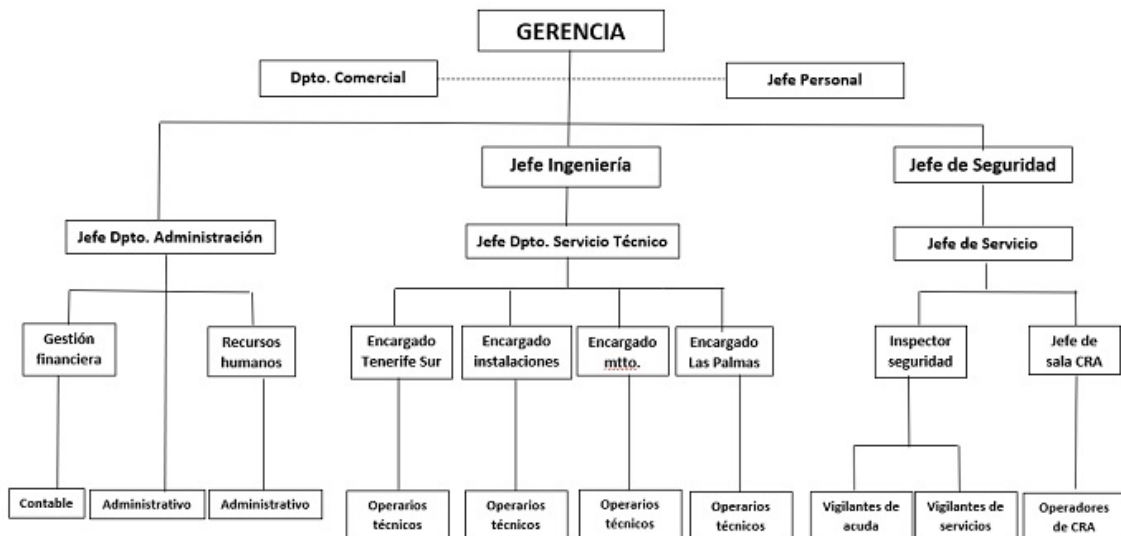 GERENCIA
Dpto. Comercial
Jefe Personal
Jefe Ingeniería
Jefe de Seguridad
Jefe Dpto. Administración
Jefe Dpto. Servicio Técnico
Jefe de Servicio
Gestión
financiera
Recursos
humanos
Encargado
Tenerife Sur
Encargado
instalaciones
Encargado
mtto.
Encargado
Las Palmas
Inspector
seguridad
Jefe de
sala CRA
Contable
Administrativo
Administrativo
Operarios
técnicos
Operarios
técnicos
Operarios
técnicos
Operarios
técnicos
Vigilantes de
acuda
Vigilantes de
servicios
Operadores
de CRA